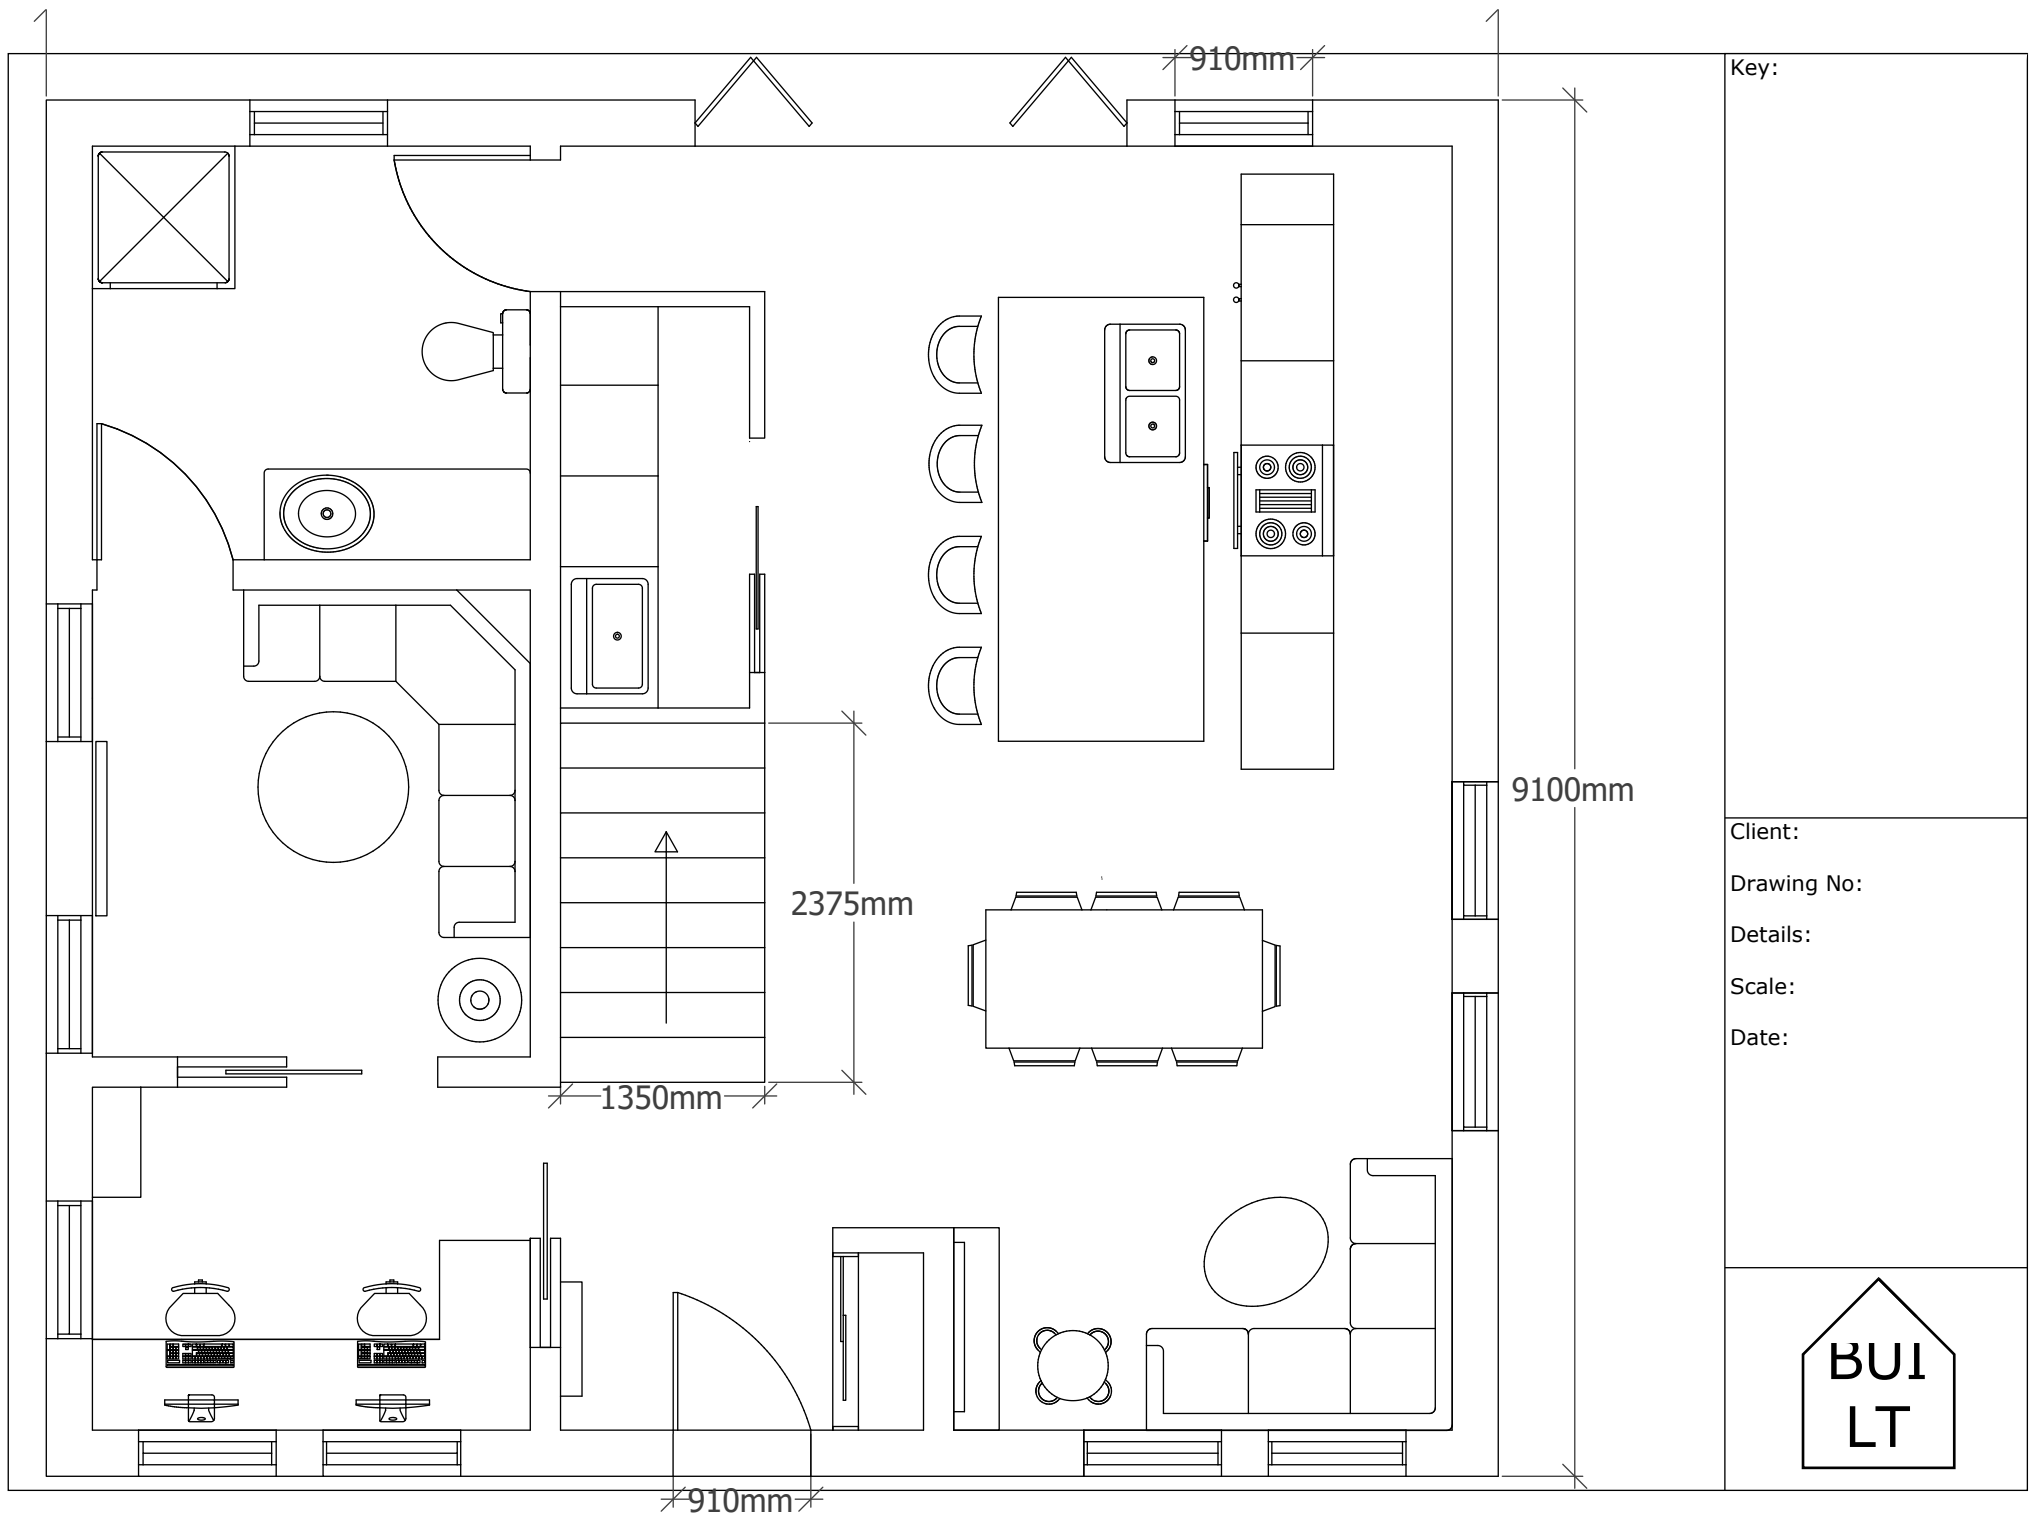 910mm
Key:
9100mm
Client:
2375mm
Drawing No:
Details:
Scale:
Date:
1350mm
BUI
LT
910mm